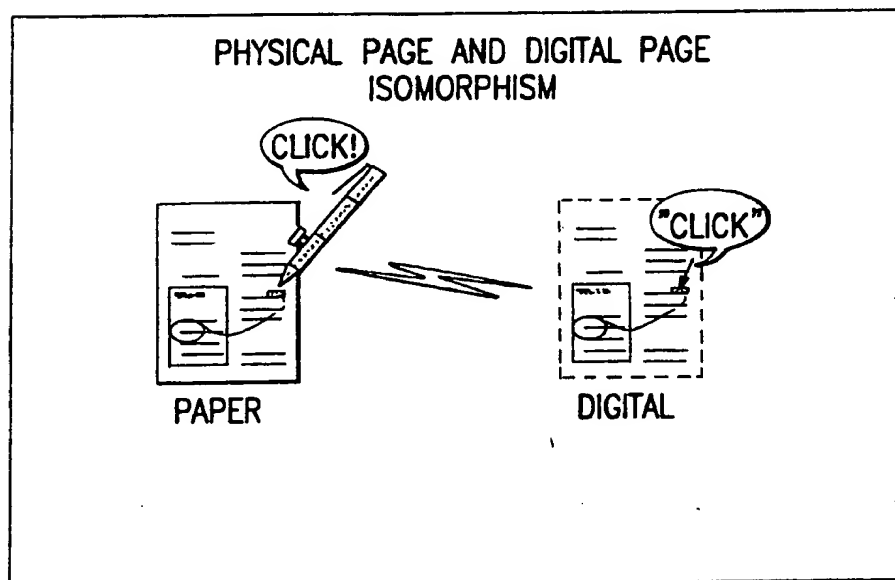 PHYSICAL PAGE AND DIGITAL PAGE
ISOMORPHISM
CLICK!
"CLICK"
PAPER
DIGITAL